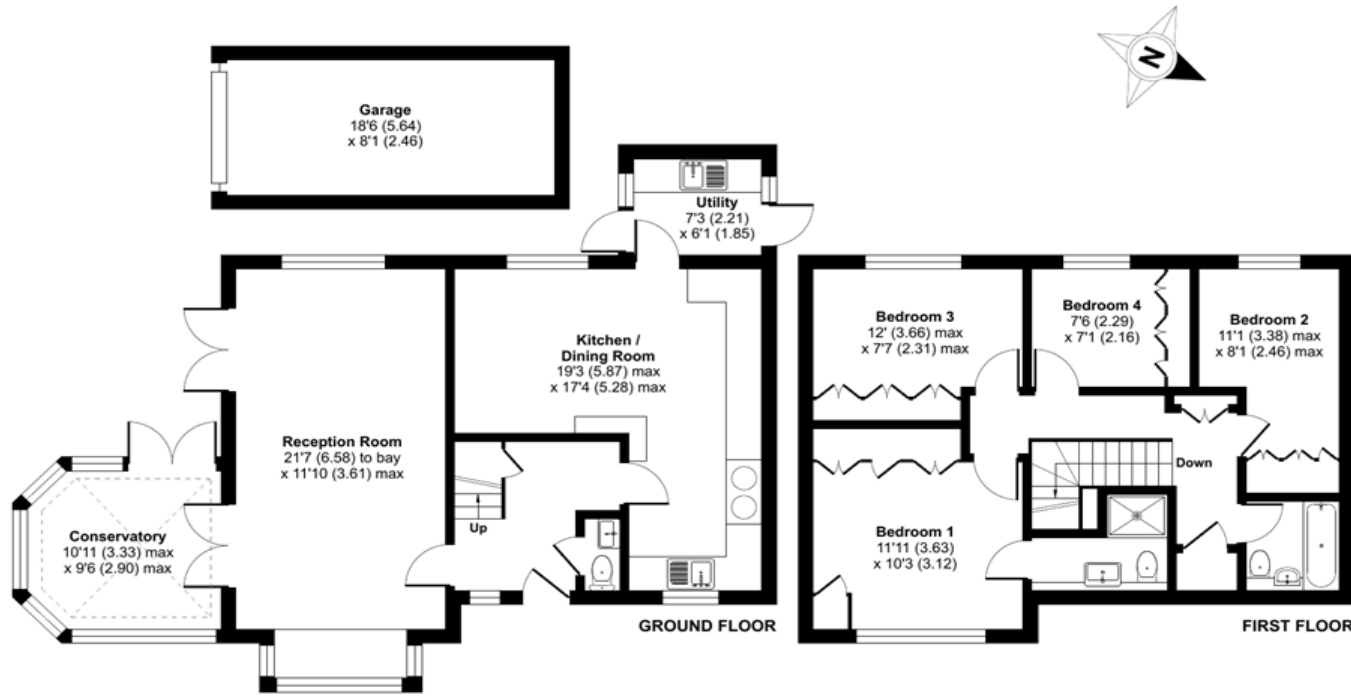 N
Garage
18'6 (5.64)
x 8'1 (2.46)
Utility
7'3 (2.21)
x 6'1 (1.85)
Kitchen /
Dining Room
19'3 (5.87) max
x 17'4 (5.28) max
Reception Room
21'7 (6.58) to bay
x 11'10 (3.61) max
Conservatory
10'11 (3.33) max
x 9'6 (2.90) max
Up
GROUND FLOOR
Bedroom 3
12' (3.66) max
x 7'7 (2.31) max
Bedroom 4
7'6 (2.29)
x 7'1 (2.16)
Bedroom 2
11'1 (3.38) max
x 8'1 (2.46) max
Down
Bedroom 1
11'11 (3.63)
x 10'3 (3.12)
FIRST FLOOR